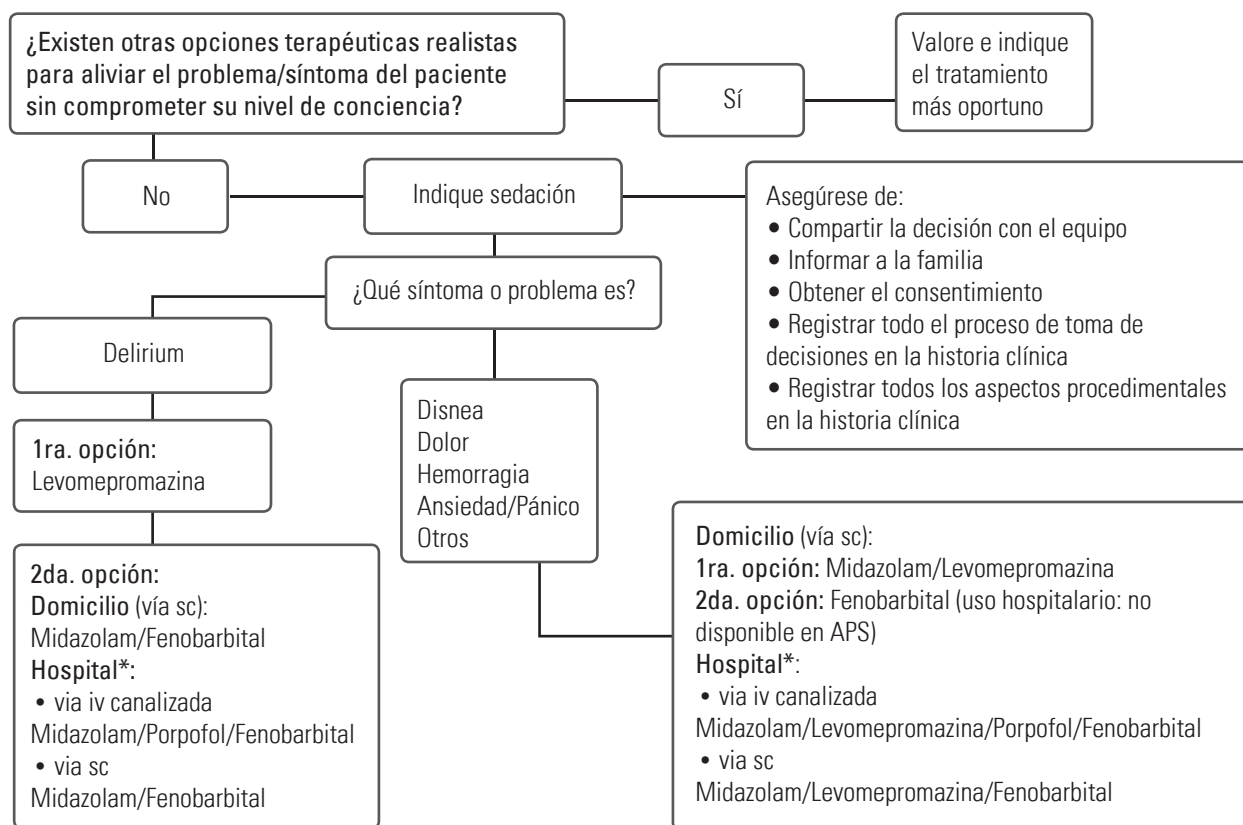 ¿Existen otras opciones terapéuticas realistas
para aliviar el problema/síntoma del paciente
sin comprometer su nivel de conciencia?
Sí
Valore e indique
el tratamiento
más oportuno
No
Indique sedación
Asegúrese de:
• Compartir la decisión con el equipo
• Informar a la familia
• Obtener el consentimiento
• Registrar todo el proceso de toma de
decisiones en la historia clínica
• Registrar todos los aspectos procedimentales
en la historia clínica
¿Qué síntoma o problema es?
Delirium
1ra. opción:
Levomepromazina
2da. opción:
Domicilio (vía sc):
Midazolam/Fenobarbital
Hospital*:
• via iv canalizada
Midazolam/Porpofol/Fenobarbital
• via sc
Midazolam/Fenobarbital
Disnea
Dolor
Hemorragia
Ansiedad/Pánico
Otros
Domicilio (vía sc):
1ra. opción: Midazolam/Levomepromazina
2da. opción: Fenobarbital (uso hospitalario: no
disponible en APS)
Hospital*:
• via iv canalizada
Midazolam/Levomepromazina/Porpofol/Fenobarbital
• via sc
Midazolam/Levomepromazina/Fenobarbital